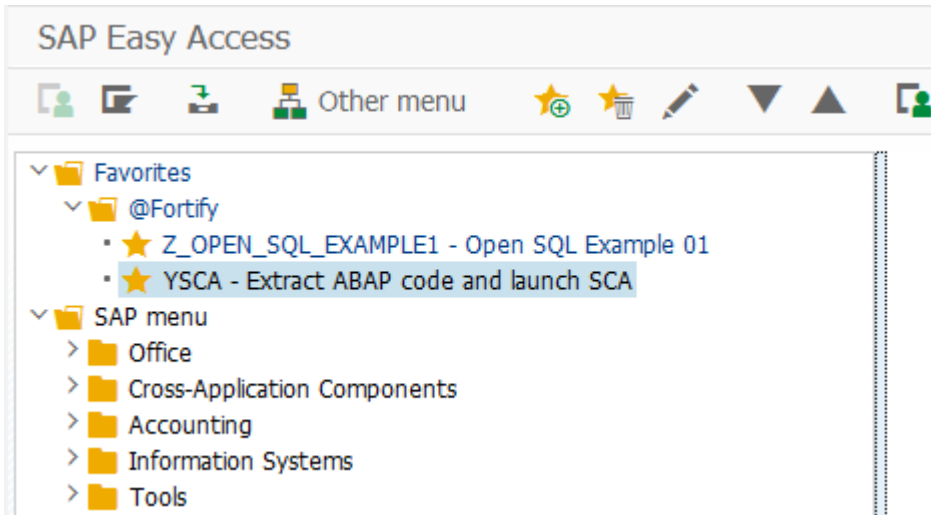 SAP Easy Access
Other menu
Favorites
@Fortify
Z_OPEN_SQL_EXAMPLE1 - Open SQL Example 01
YSCA - Extract ABAP code and launch SCA
SAP menu
Office
Cross-Application Components
Accounting
Information Systems
Tools